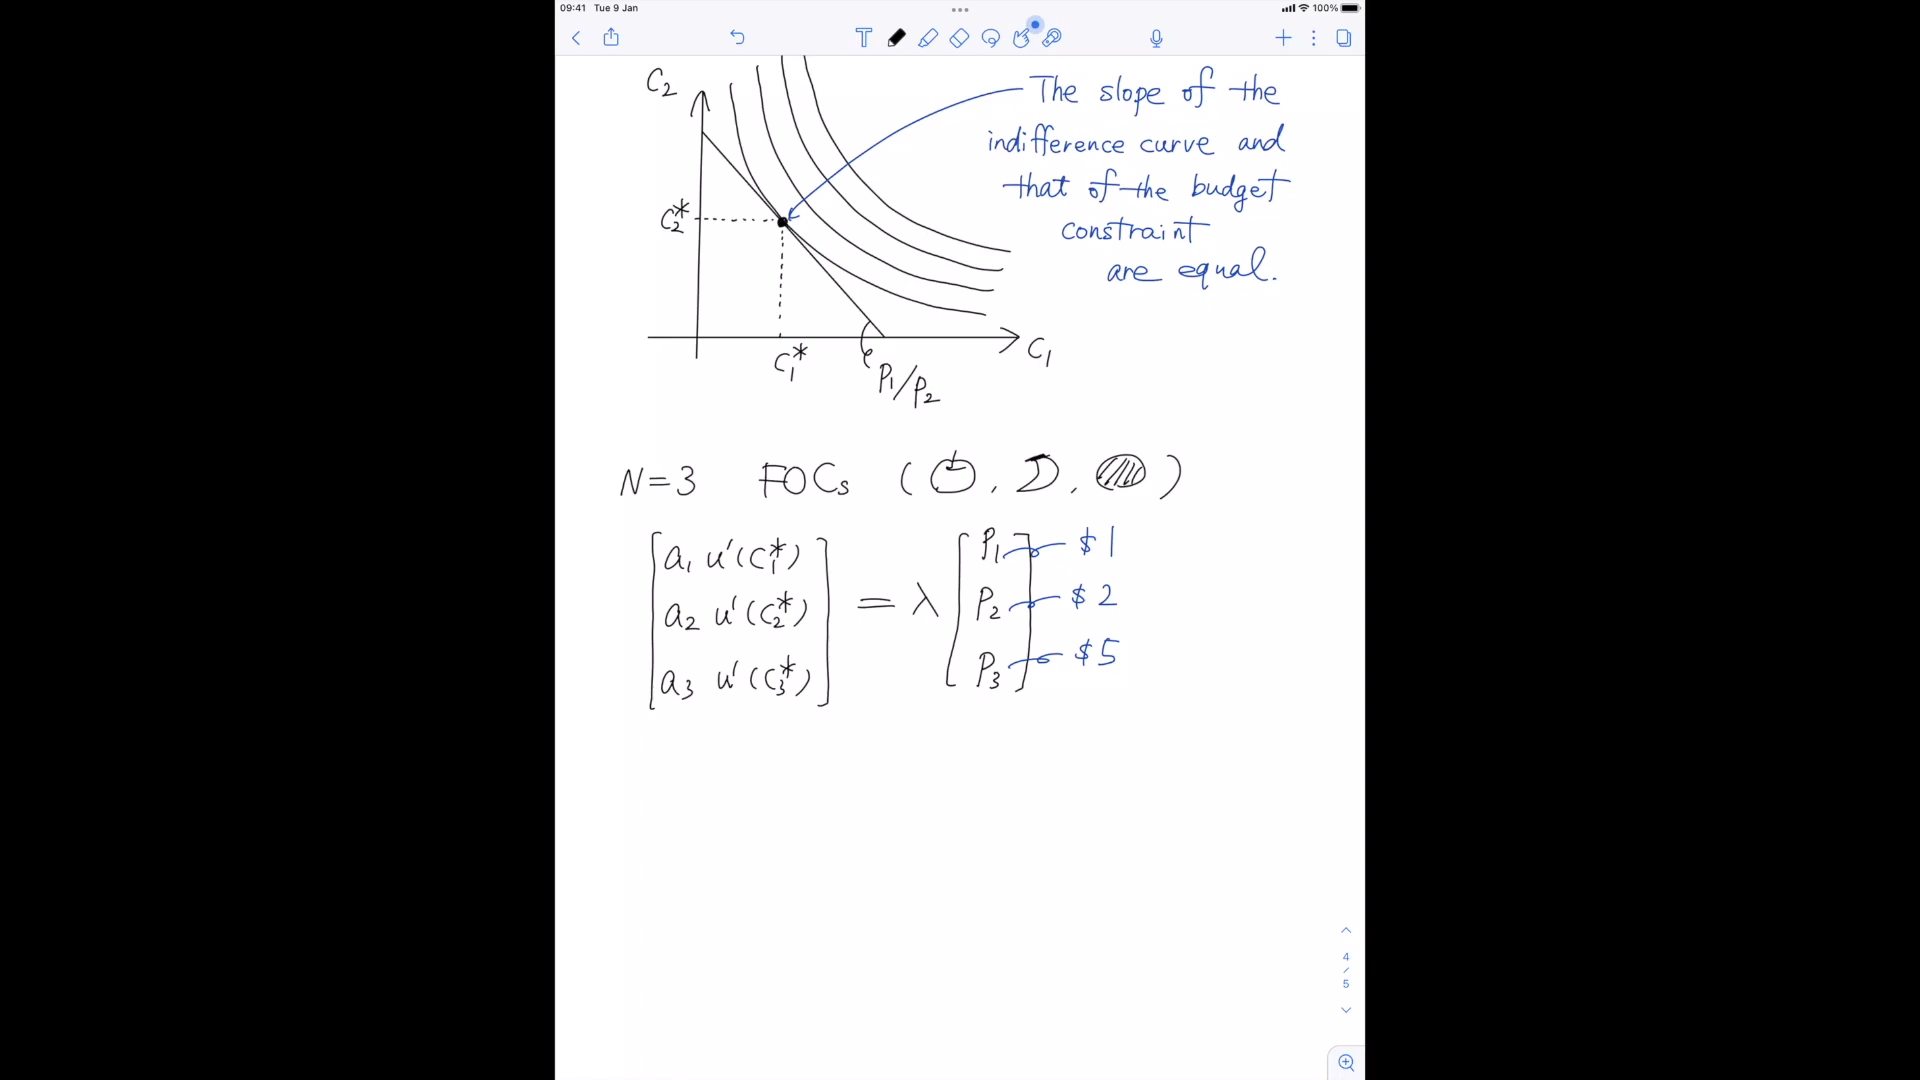 09:41 Tue 9 Jan
100%
C₂
The slope of the
indifference curve and
that of the budget
constraint
are equal.
C₂*
C₁*
C₁
P₁/P₂
N=3 FOCs ( , , )
a₁ u'(C₁*)
a₂ u'(C₂*)
a₃ u'(C₃*)
= λ
P₁ $1
P₂ $2
P₃ $5
4
/
5